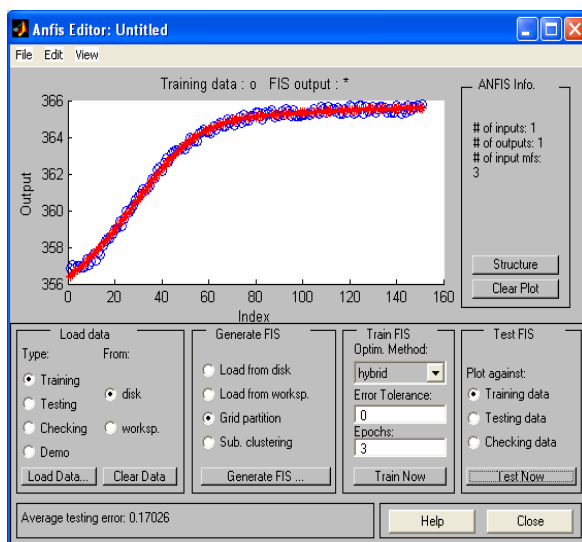 Anfis Editor: Untitled
File Edit View
Training data : o FIS output : *
366
364
362
360
358
356
Output
0 20 40 60 80 100 120 140 160
Index
ANFIS Info.
# of inputs: 1
# of outputs: 1
# of input mfs:
3
Structure
Clear Plot
Load data
Type: From:
Training
Testing
Checking
Demo
disk
worksp.
Load Data... Clear Data
Generate FIS
Load from disk
Load from worksp.
Grid partition
Sub. clustering
Generate FIS ...
Train FIS
Optim. Method:
hybrid
Error Tolerance:
0
Epochs:
3
Train Now
Test FIS
Plot against:
Training data
Testing data
Checking data
Test Now
Average testing error: 0.17026
Help Close